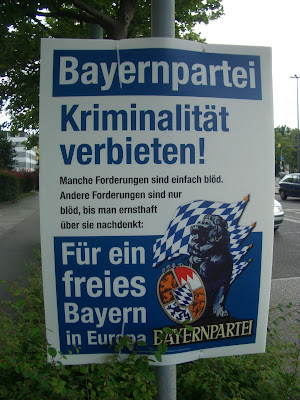 Bayernpartei
Kriminalität
verbieten!
Manche Forderungen sind einfach blöd.
Andere Forderungen sind nur
blöd, bis man ernsthaft
über sie nachdenkt:
Für ein
freies
Bayern
in Europa
BAYERNPARTEI